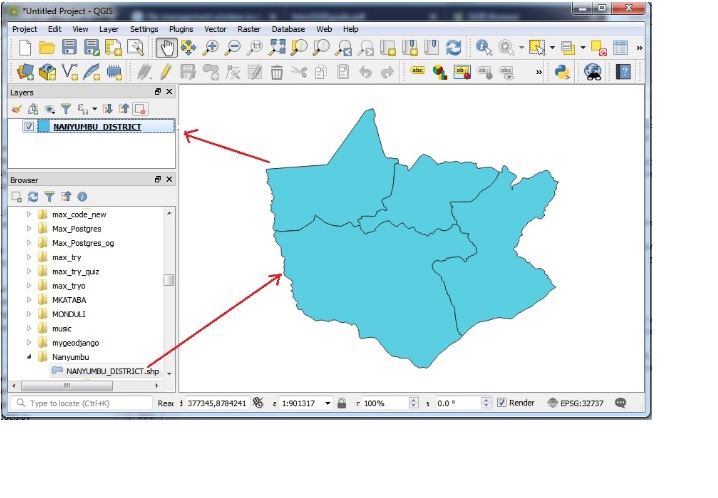 *Untitled Project - QGIS
Project Edit View Layer Settings Plugins Vector Raster Database Web Help
Layers
NANYUMBU_DISTRICT
Browser
max_code_new
Max_Postgres
Max_Postgres_og
max_try
max_try_quiz
max_tryo
MKATABA
MONDULI
music
mygeodjango
Nanyumbu
NANYUMBU_DISTRICT.shp
Type to locate (Ctrl+K) 377345,8784241 1:901317 100% 0.0 ° Render EPSG:32737